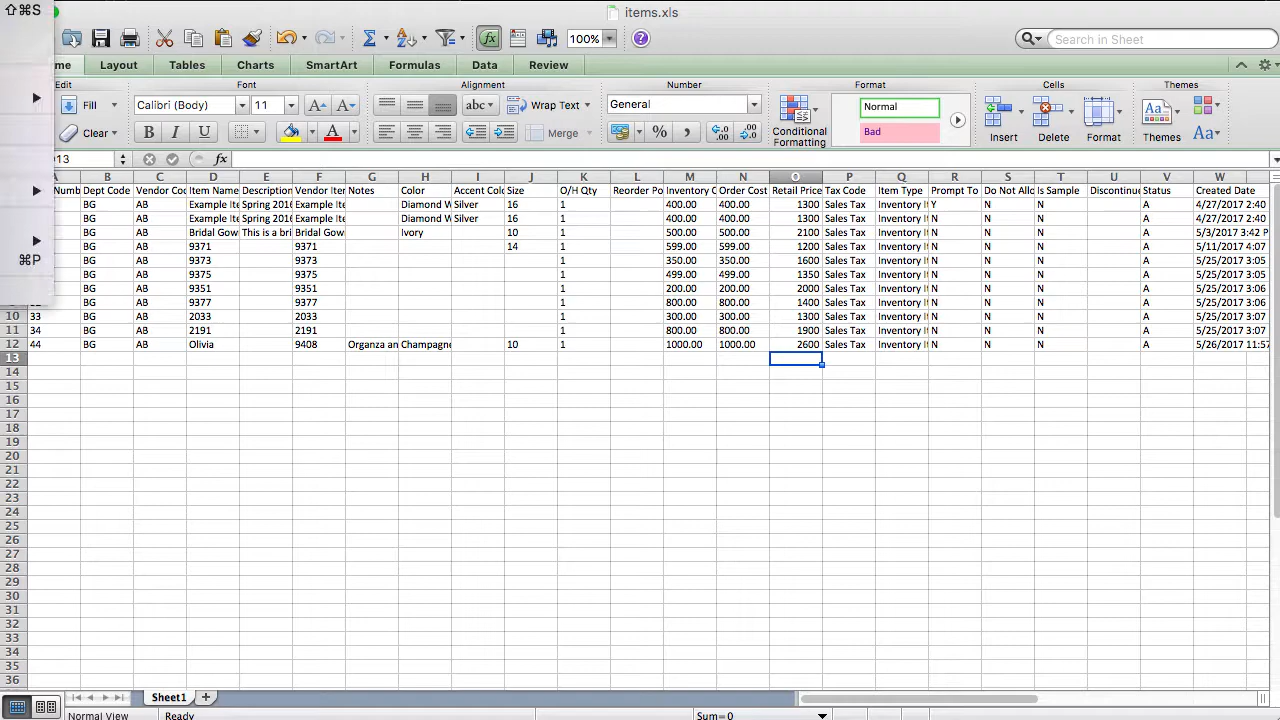 ⇧⌘S
items.xls
100%
Search in Sheet
me Layout Tables Charts SmartArt Formulas Data Review
Edit Font Alignment Number Format Cells Themes
Fill Calibri (Body) 11 A A abc Wrap Text General Normal
Clear B I U A Merge % , .0 .00 Bad Conditional Formatting Insert Delete Format Themes Aa
⌘P
13 fx
A B C D E F G H I J K L M N O P Q R S T U V W
Numb Dept Code Vendor Co Item Name Description Vendor Iter Notes Color Accent Colo Size O/H Qty Reorder Po Inventory C Order Cost Retail Price Tax Code Item Type Prompt To Do Not Allo Is Sample Discontinue Status Created Date
BG AB Example Ite Spring 2016 Example Ite Diamond W Silver 16 1 400.00 400.00 1300 Sales Tax Inventory It Y N N A 4/27/2017 2:40
BG AB Example Ite Spring 2016 Example Ite Diamond W Silver 16 1 400.00 400.00 1300 Sales Tax Inventory It N N N A 4/27/2017 2:40
BG AB Bridal Gow This is a bri Bridal Gow Ivory 10 1 500.00 500.00 2100 Sales Tax Inventory It N N N A 5/3/2017 3:42 P
BG AB 9371 9371 14 1 599.00 599.00 1200 Sales Tax Inventory It N N N A 5/11/2017 4:07
BG AB 9373 9373 1 350.00 350.00 1600 Sales Tax Inventory It N N N A 5/25/2017 3:05
BG AB 9375 9375 1 499.00 499.00 1350 Sales Tax Inventory It N N N A 5/25/2017 3:05
BG AB 9351 9351 1 200.00 200.00 2000 Sales Tax Inventory It N N N A 5/25/2017 3:06
BG AB 9377 9377 1 800.00 800.00 1400 Sales Tax Inventory It N N N A 5/25/2017 3:06
10 33 BG AB 2033 2033 1 300.00 300.00 1300 Sales Tax Inventory It N N N A 5/25/2017 3:07
11 34 BG AB 2191 2191 1 800.00 800.00 1900 Sales Tax Inventory It N N N A 5/25/2017 3:07
12 44 BG AB Olivia 9408 Organza an Champagne 10 1 1000.00 1000.00 2600 Sales Tax Inventory It N N N A 5/26/2017 11:57
13
14
15
16
17
18
19
20
21
22
23
24
25
26
27
28
29
30
31
32
33
34
35
36
Sheet1
Normal View Ready Sum=0